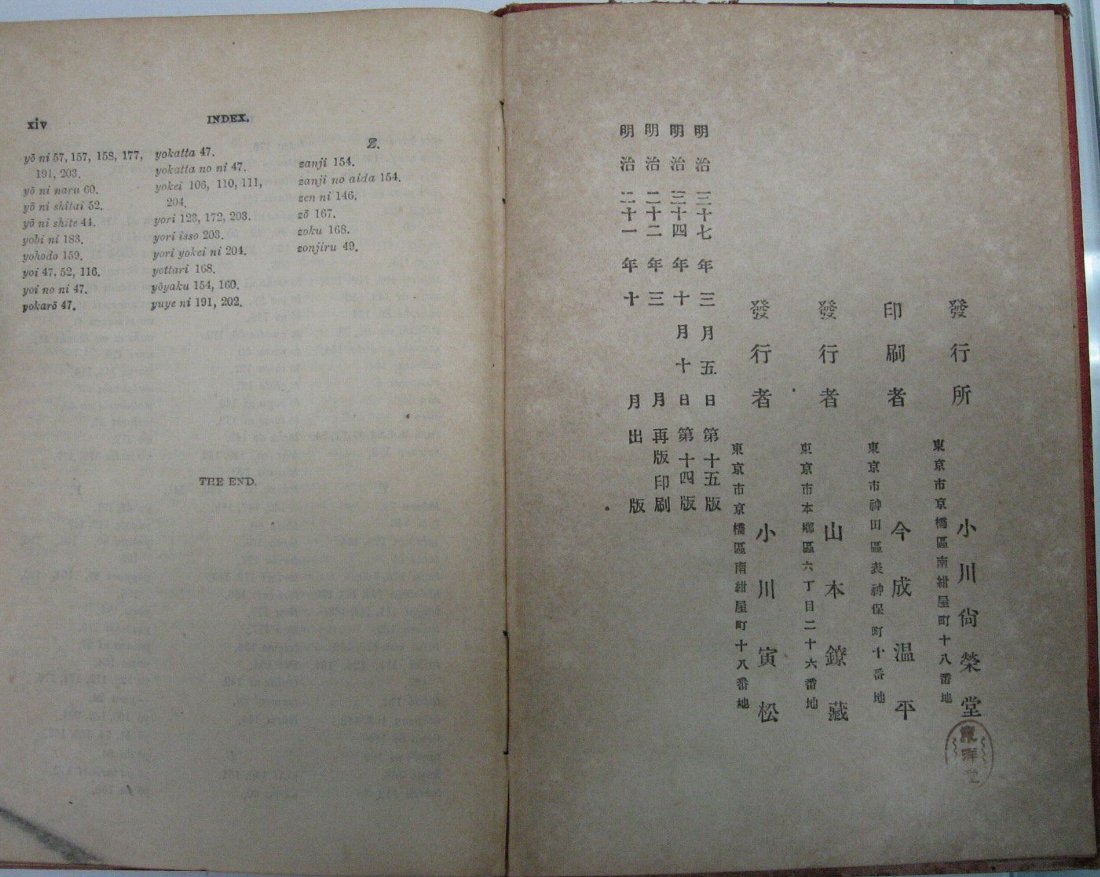 xiv
INDEX.
yō ni 57, 157, 158, 177,
191, 203.
yō ni naru 60.
yō ni shitai 52.
yō ni shite 44.
yobi ni 183.
yohodo 159.
yoi 47, 52, 116.
yoi no ni 47.
yokarō 47.
yokatta 47.
yokatta no ni 47.
yokei 106, 110, 111,
204.
yori 123, 172, 203.
yori isso 203.
yori yokei ni 204.
yottari 168.
yōyaku 154, 160.
yuye ni 191, 202.
Z.
zanji 154.
zanji no aida 154.
zen ni 146.
zō 167.
zoku 168.
zonjiru 49.
THE END.
發行所
東京市京橋區南紺屋町十八番地
小川尙榮堂
印刷者
東京市神田區表神保町十番地
今成温平
發行者
東京市本鄕區六丁目二十六番地
山本鐐藏
發行者
東京市京橋區南紺屋町十八番地
小川寅松
明治三十七年三月五日第十五版
明治三十四年十月十日第十四版
明治二十二年三月再版印刷
明治二十一年十月出版